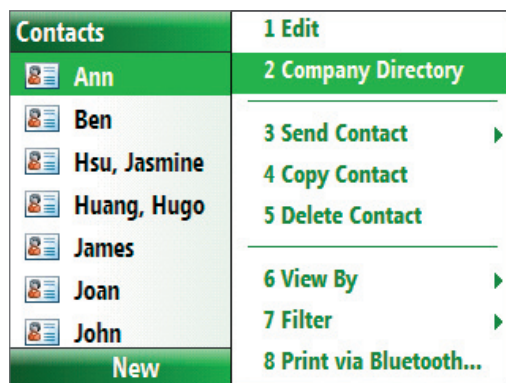 Contacts
Ann
Ben
Hsu, Jasmine
Huang, Hugo
James
Joan
John
New
1 Edit
2 Company Directory
3 Send Contact
4 Copy Contact
5 Delete Contact
6 View By
7 Filter
8 Print via Bluetooth...